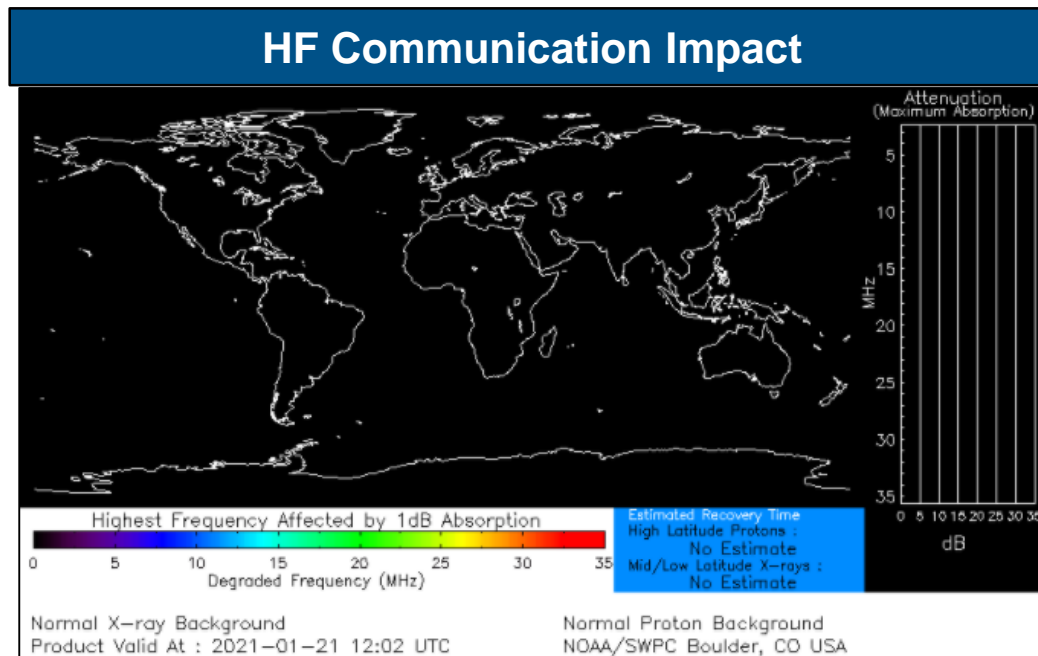 HF Communication Impact
Attenuation
(Maximum Absorption)
5
10
15
20
25
30
35
MHz
0 5 10 15 20 25 30 35
dB
Highest Frequency Affected by 1dB Absorption
0 5 10 15 20 25 30 35
Degraded Frequency (MHz)
Estimated Recovery Time
High Latitude Protons :
No Estimate
Mid/Low Latitude X-rays :
No Estimate
Normal X-ray Background
Product Valid At : 2021-01-21 12:02 UTC
Normal Proton Background
NOAA/SWPC Boulder, CO USA